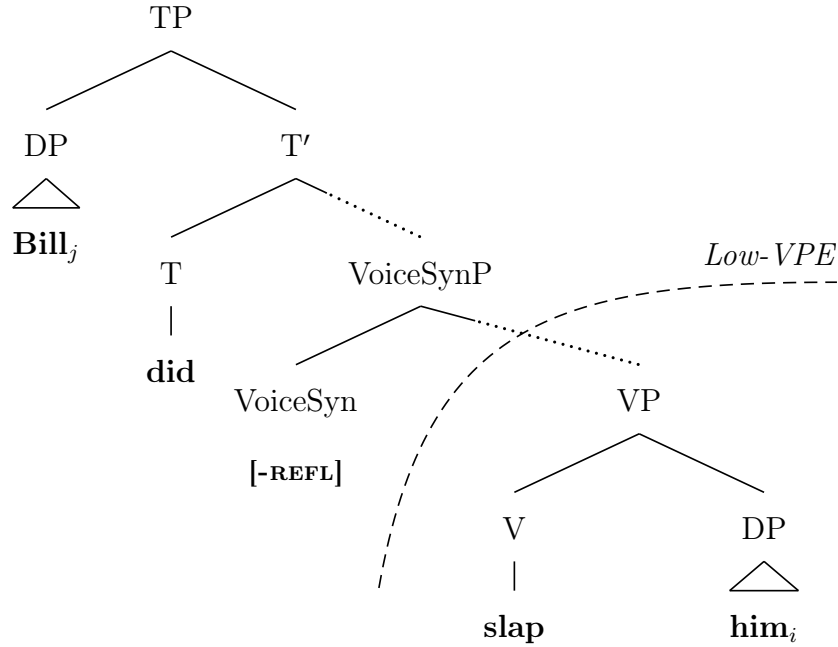 TP
DP T′
Bill_j
T VoiceSynP Low-VPE
did
VoiceSyn VP
[-REFL]
V DP
slap him_i